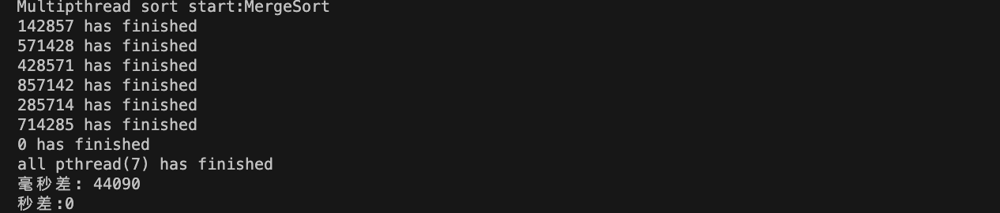 Multipthread sort start:MergeSort
142857 has finished
571428 has finished
428571 has finished
857142 has finished
285714 has finished
714285 has finished
0 has finished
all pthread(7) has finished
毫秒差: 44090
秒差:0